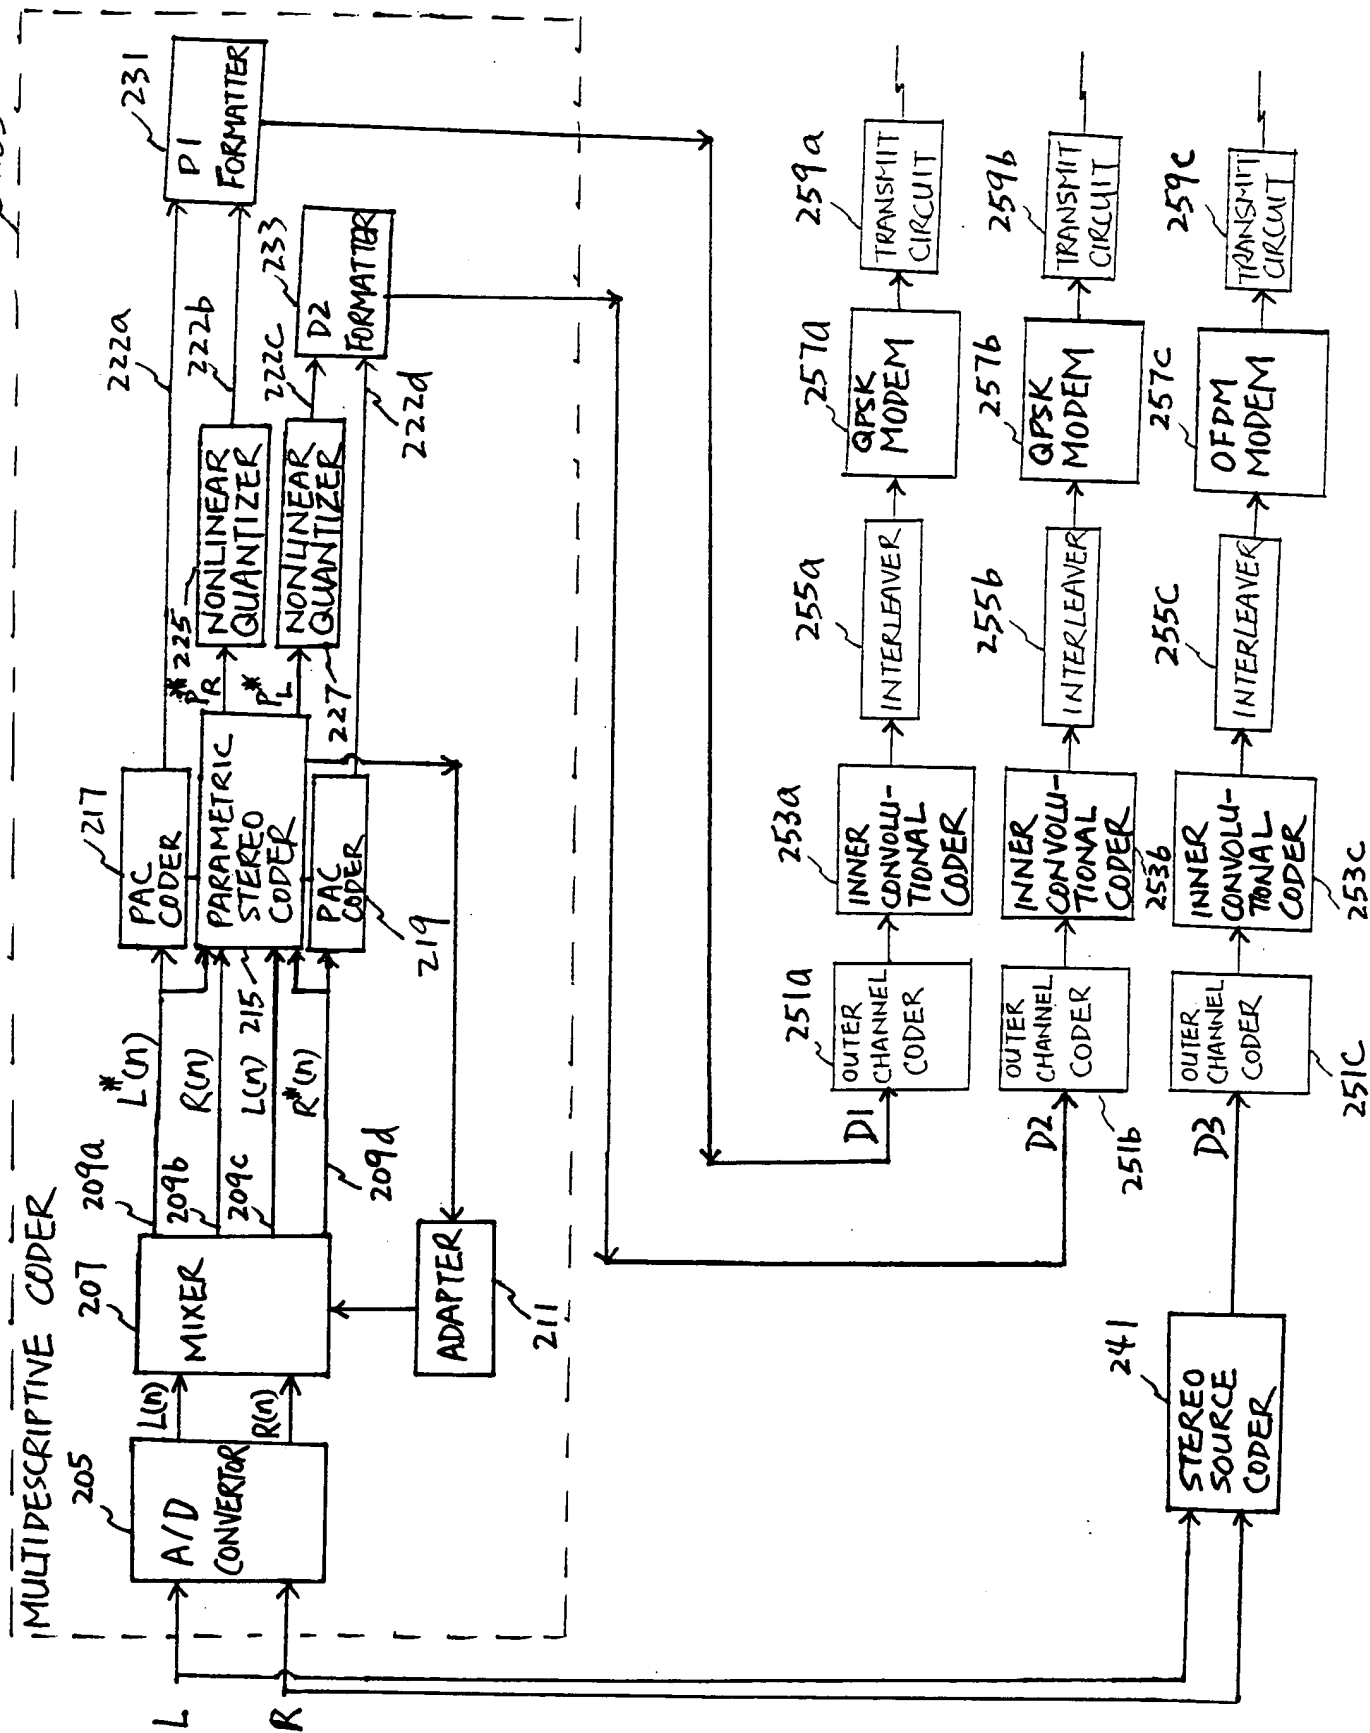 MULTIDESCRIPTIVE CODER
L
R
205
A/D
CONVERTOR
L(n)
R(n)
207
MIXER
209a
209b
209c
209d
L*(n)
R(n)
L(n)
R*(n)
ADAPTER
211
217
PAC
CODER
215
PARAMETRIC
STEREO
CODER
PAC
CODER
219
P*R
P*L
225
NONLINEAR
QUANTIZER
227
NONLINEAR
QUANTIZER
222a
222b
222c
222d
231
D1
FORMATTER
233
D2
FORMATTER
241
STEREO
SOURCE
CODER
D1
251a
OUTER
CHANNEL
CODER
253a
INNER
CONVOLU-
TIONAL
CODER
255a
INTERLEAVER
257a
QPSK
MODEM
259a
TRANSMIT
CIRCUIT
D2
251b
OUTER
CHANNEL
CODER
INNER
CONVOLU-
TIONAL
CODER
253b
255b
INTERLEAVER
257b
QPSK
MODEM
259b
TRANSMIT
CIRCUIT
D3
OUTER
CHANNEL
CODER
251c
INNER
CONVOLU-
TIONAL
CODER
253c
255c
INTERLEAVER
257c
OFDM
MODEM
259c
TRANSMIT
CIRCUIT